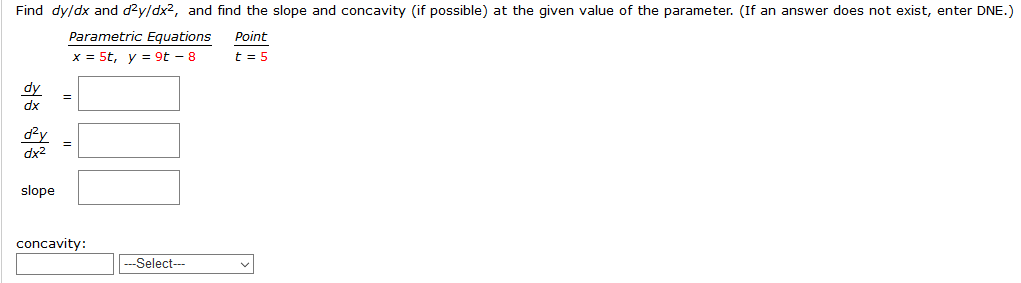 Find dy/dx and d²y/dx², and find the slope and concavity (if possible) at the given value of the parameter. (If an answer does not exist, enter DNE.)
Parametric Equations Point
x = 5t, y = 9t − 8 t = 5
dy
dx =
d²y
dx² =
slope
concavity:
---Select---